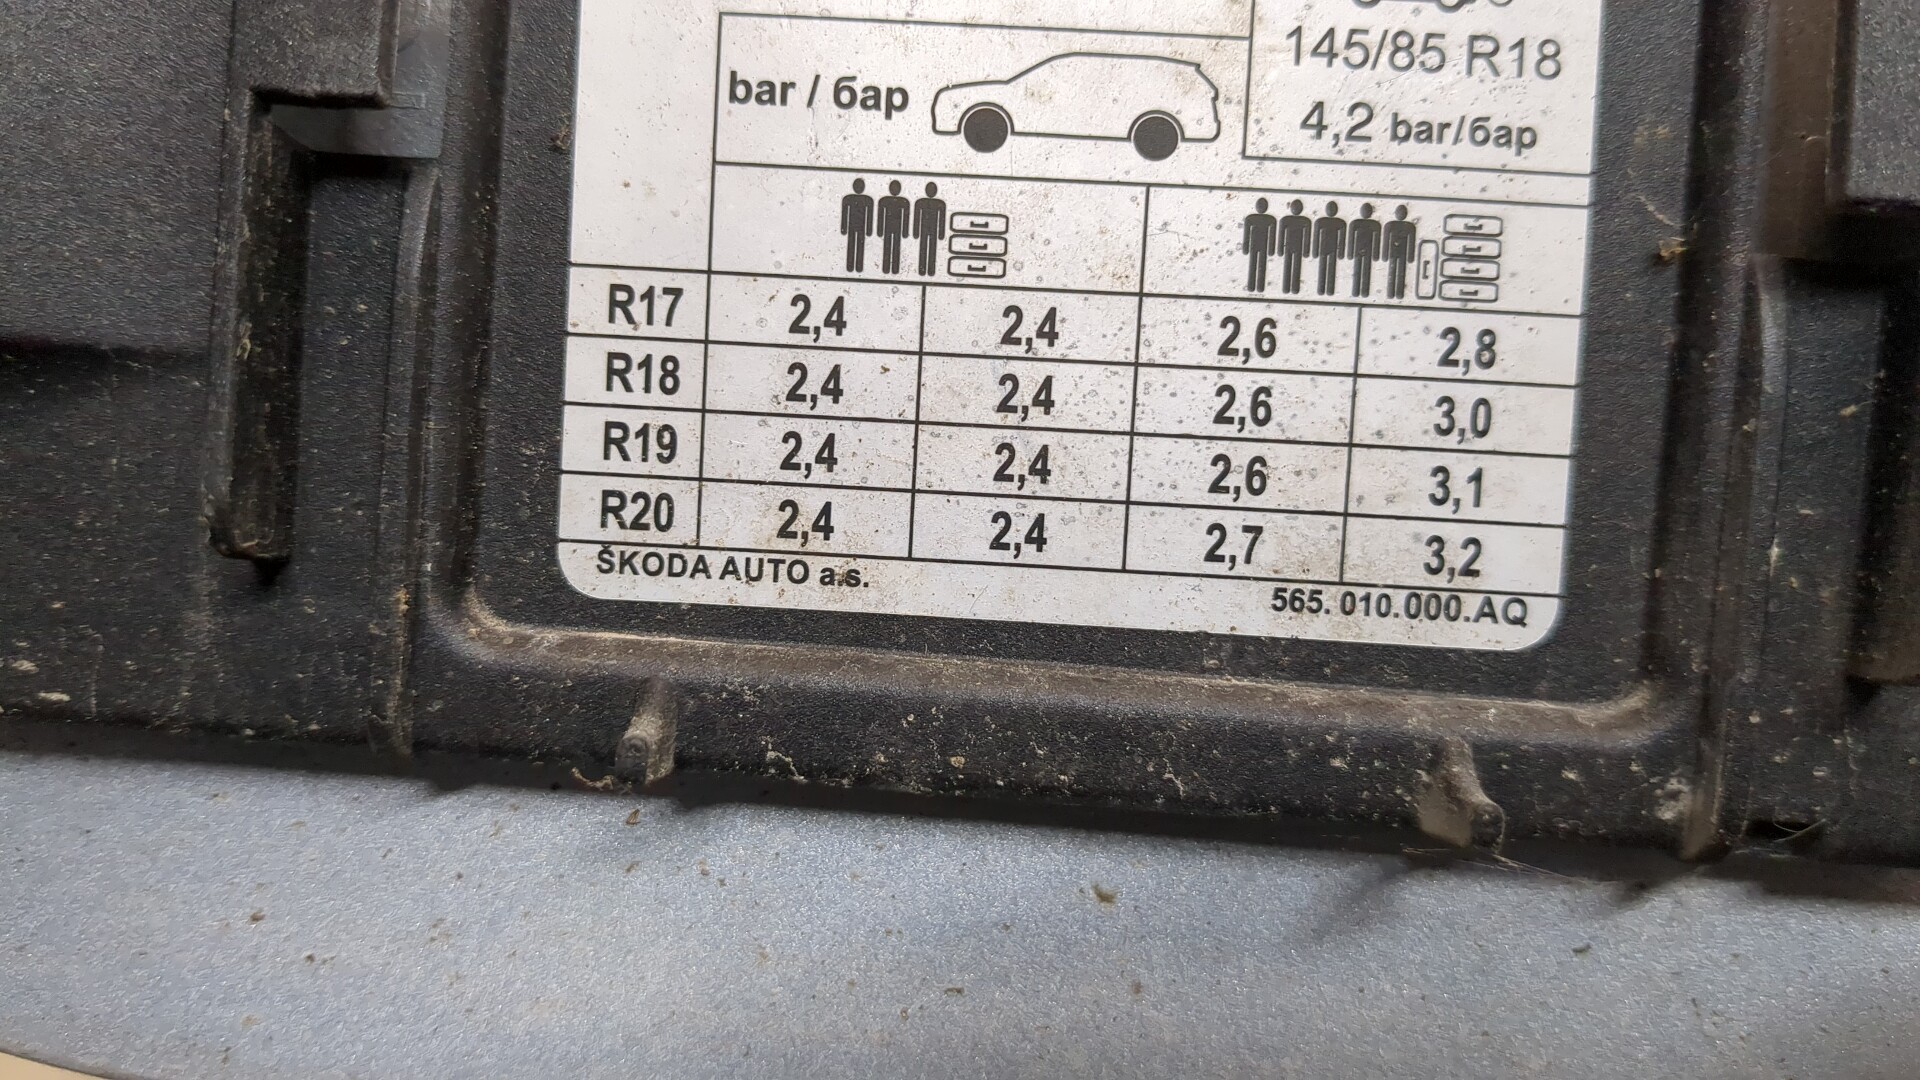 145/85 R18
bar / бар
4,2 bar/бар
R17 2,4 2,4 2,6 2,8
R18 2,4 2,4 2,6 3,0
R19 2,4 2,4 2,6 3,1
R20 2,4 2,4 2,7 3,2
ŠKODA AUTO a.s.
565.010.000.AQ